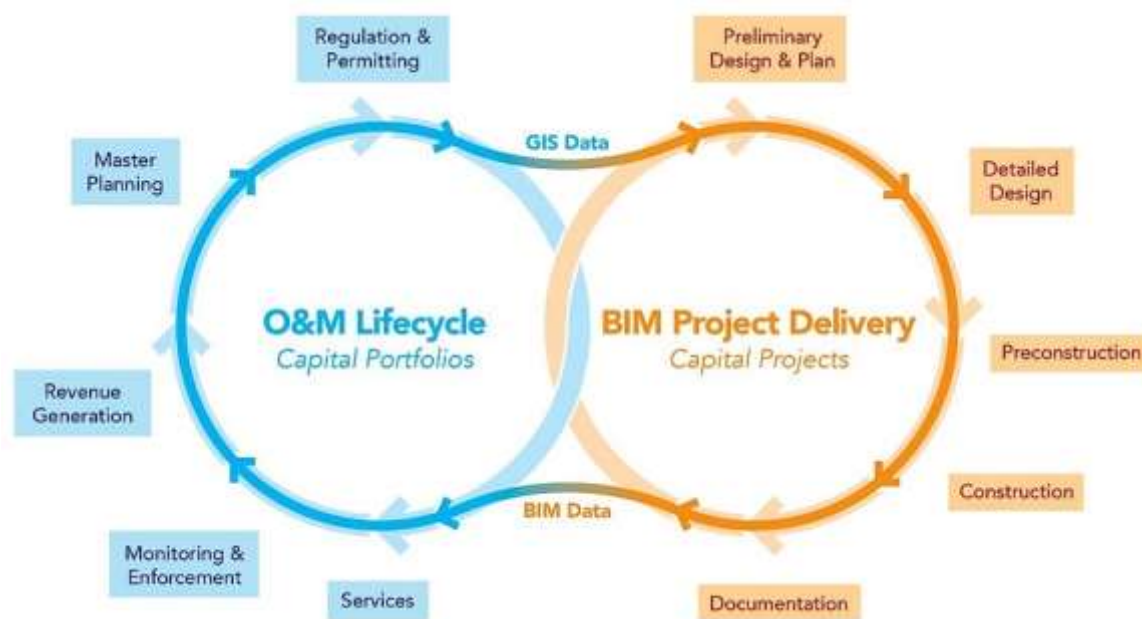 Regulation &
Permitting
Preliminary
Design & Plan
GIS Data
Master
Planning
Detailed
Design
O&M Lifecycle
Capital Portfolios
BIM Project Delivery
Capital Projects
Preconstruction
Revenue
Generation
Construction
BIM Data
Monitoring &
Enforcement
Services
Documentation